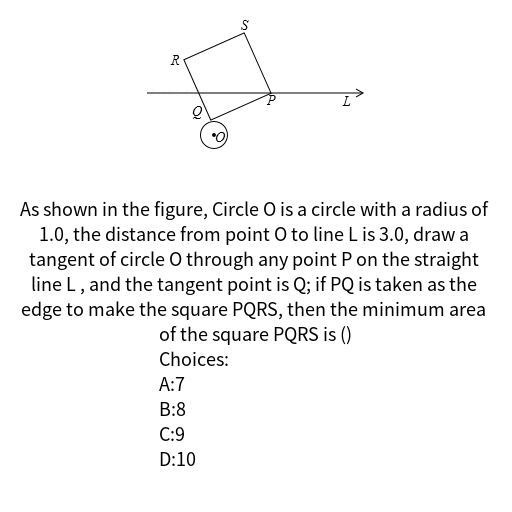 S
R
P
L
Q
O
As shown in the figure, Circle O is a circle with a radius of
1.0, the distance from point O to line L is 3.0, draw a
tangent of circle O through any point P on the straight
line L , and the tangent point is Q; if PQ is taken as the
edge to make the square PQRS, then the minimum area
of the square PQRS is ()
Choices:
A:7
B:8
C:9
D:10